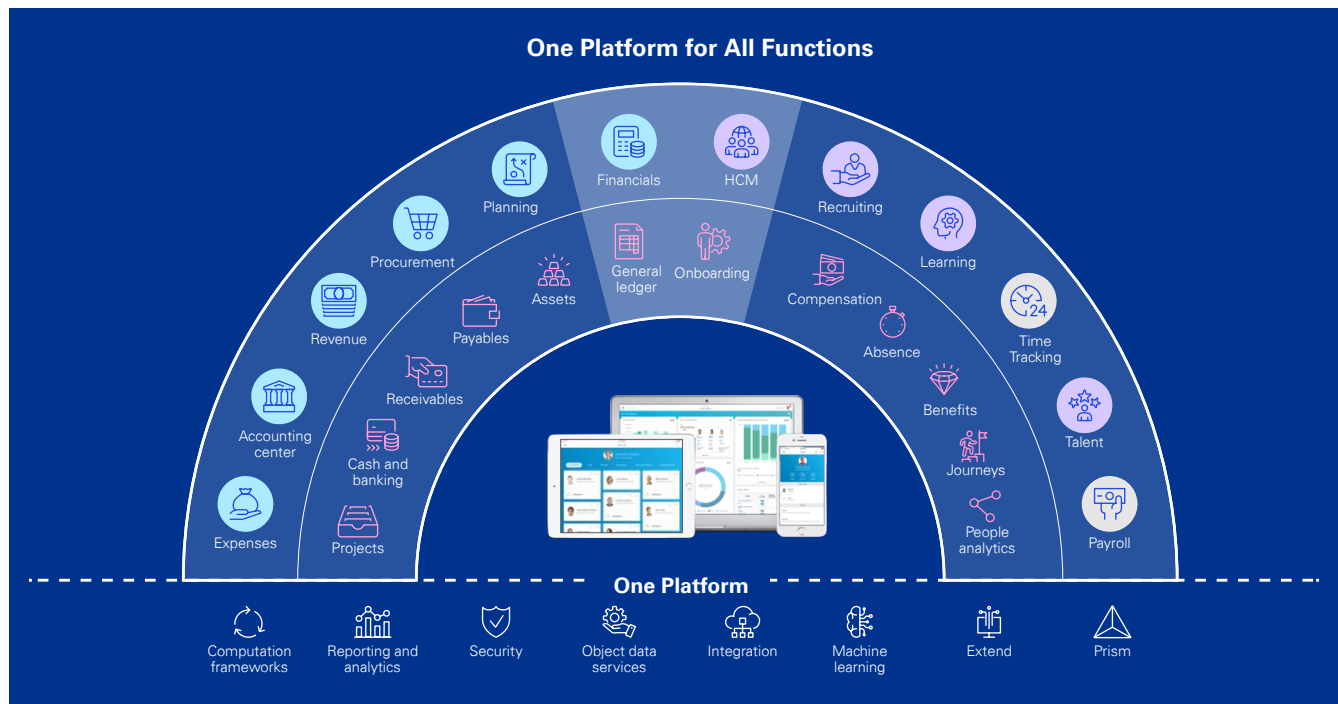 One Platform for All Functions
Financials
HCM
Planning
Recruiting
Procurement
Learning
Revenue
Time
Tracking
Accounting
center
Talent
Expenses
Payroll
General
ledger
Onboarding
Assets
Compensation
Payables
Absence
Receivables
Benefits
Cash and
banking
Journeys
Projects
People
analytics
24
One Platform
Computation
frameworks
Reporting and
analytics
Security
Object data
services
Integration
Machine
learning
Extend
Prism